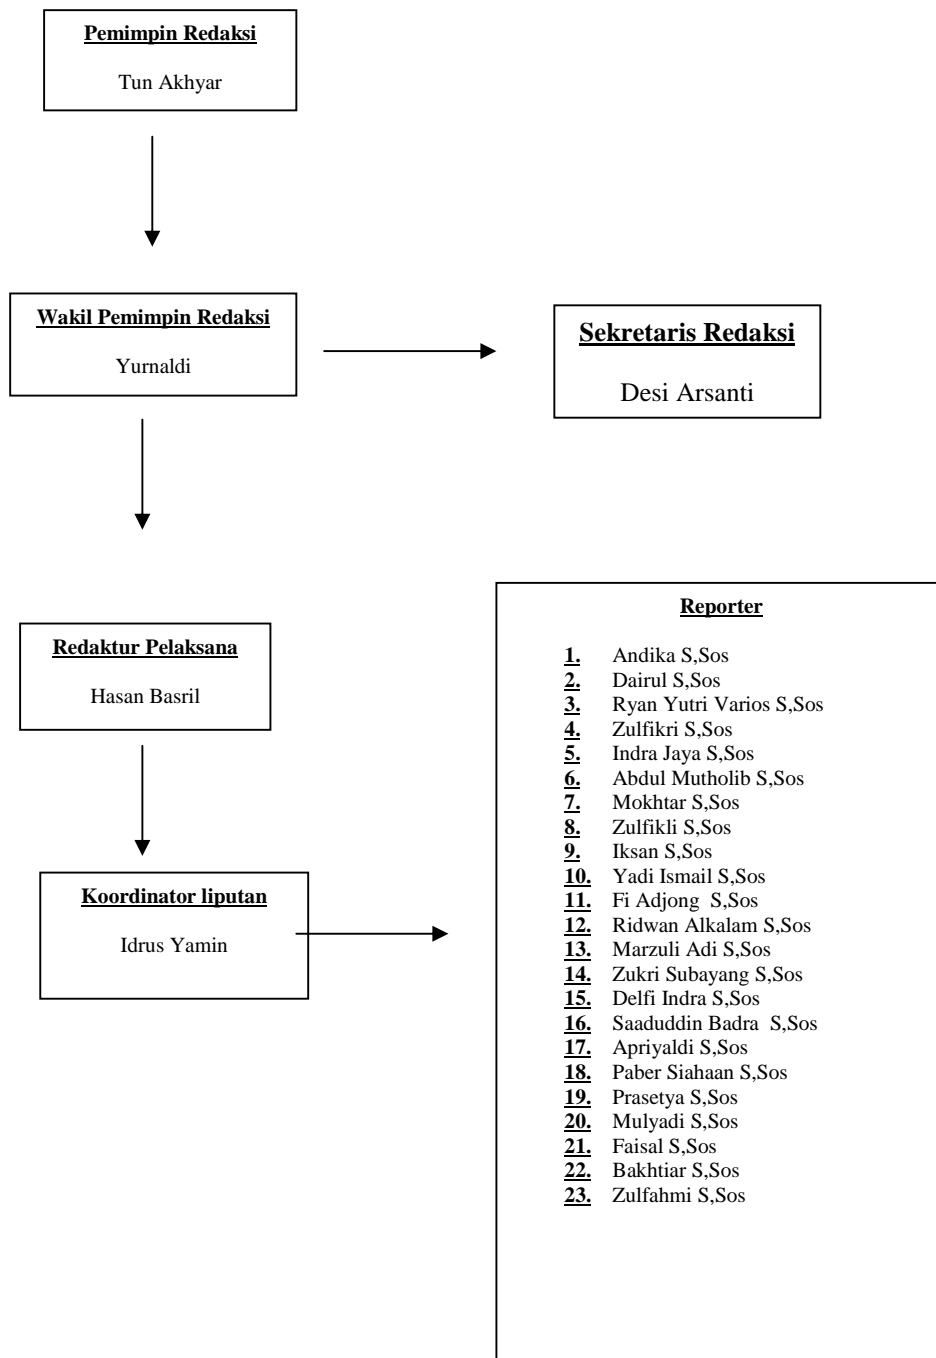 Pemimpin Redaksi
Tun Akhyar
Wakil Pemimpin Redaksi
Yurnaldi
Sekretaris Redaksi
Desi Arsanti
Redaktur Pelaksana
Hasan Basril
Koordinator liputan
Idrus Yamin
Reporter
1. Andika S,Sos
2. Dairul S,Sos
3. Ryan Yutri Varios S,Sos
4. Zulfikri S,Sos
5. Indra Jaya S,Sos
6. Abdul Mutholib S,Sos
7. Mokhtar S,Sos
8. Zulfikli S,Sos
9. Iksan S,Sos
10. Yadi Ismail S,Sos
11. Fi Adjong  S,Sos
12. Ridwan Alkalam S,Sos
13. Marzuli Adi S,Sos
14. Zukri Subayang S,Sos
15. Delfi Indra S,Sos
16. Saaduddin Badra  S,Sos
17. Apriyaldi S,Sos
18. Paber Siahaan S,Sos
19. Prasetya S,Sos
20. Mulyadi S,Sos
21. Faisal S,Sos
22. Bakhtiar S,Sos
23. Zulfahmi S,Sos